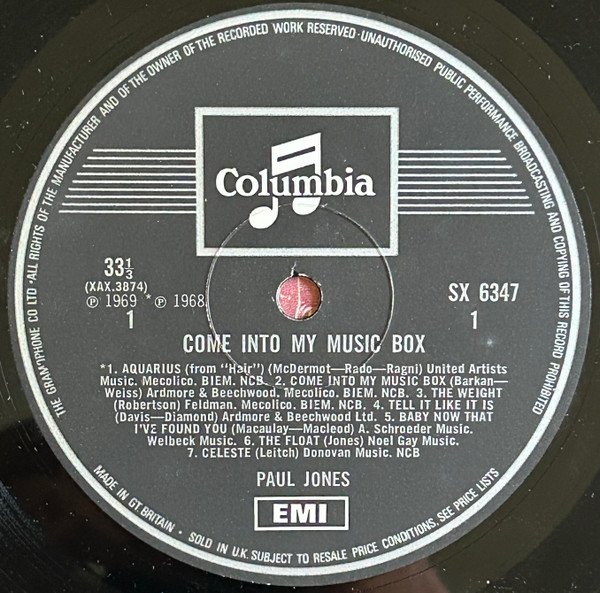 THE GRAMOPHONE CO LTD · ALL RIGHTS OF THE MANUFACTURER AND OF THE OWNER OF THE RECORDED WORK RESERVED · UNAUTHORISED PUBLIC PERFORMANCE BROADCASTING AND COPYING OF THIS RECORD PROHIBITED
Columbia
33⅓
(XAX.3874)
℗ 1969 * ℗ 1968
1
SX 6347
1
COME INTO MY MUSIC BOX
*1. AQUARIUS (from "Hair") (McDermot—Rado—Ragni) United Artists
Music. Mecolico. BIEM. NCB. 2. COME INTO MY MUSIC BOX (Barkan—
Weiss) Ardmore & Beechwood. Mecolico. BIEM. NCB. 3. THE WEIGHT
(Robertson) Feldman. Mecolico. BIEM. NCB. 4. TELL IT LIKE IT IS
(Davis—Diamond) Ardmore & Beechwood Ltd. 5. BABY NOW THAT
I'VE FOUND YOU (Macaulay—Macleod) A. Schroeder Music.
Welbeck Music. 6. THE FLOAT (Jones) Noel Gay Music.
7. CELESTE (Leitch) Donovan Music. NCB
PAUL JONES
EMI
MADE IN GT. BRITAIN · SOLD IN U.K. SUBJECT TO RESALE PRICE CONDITIONS, SEE PRICE LISTS